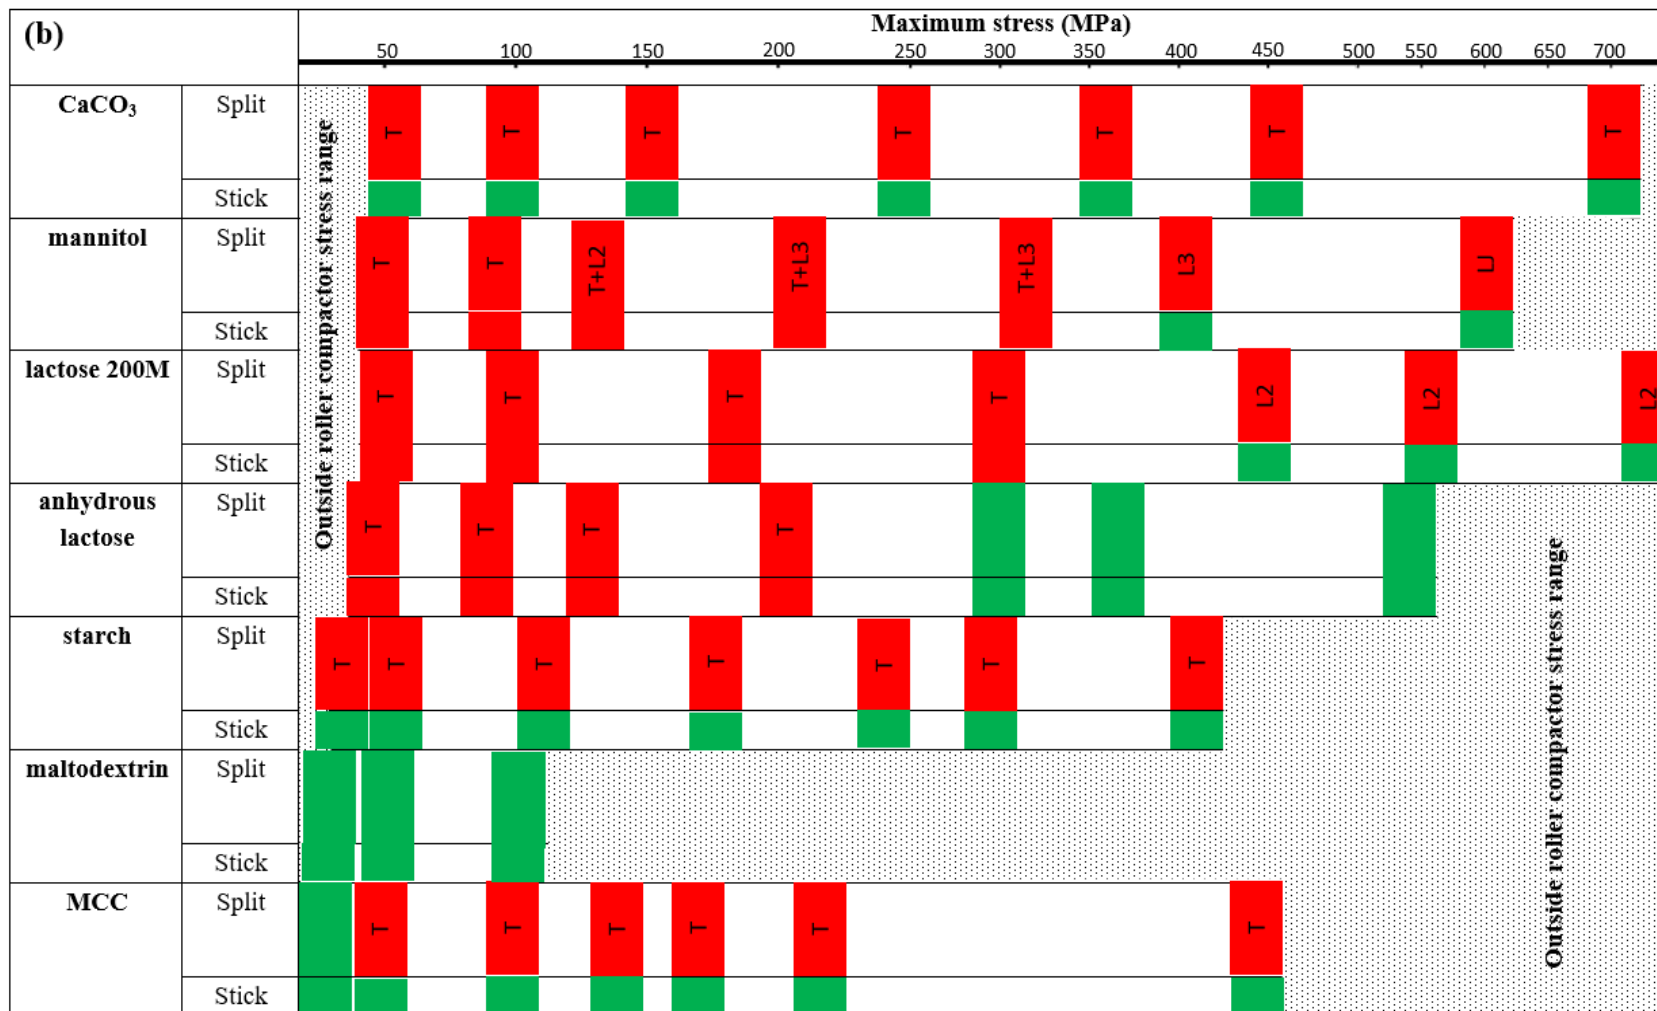 (b)
Maximum stress (MPa)
50 100 150 200 250 300 350 400 450 500 550 600 650 700
Outside roller compactor stress range
CaCO₃ Split T T T T T T T
Stick
mannitol Split T T T+L2 T+L3 T+L3 L3 LJ
Stick
lactose 200M Split T T T T L2 L2 L2
Stick
anhydrous Split T T T T
lactose
Stick
starch Split T T T T T T T
Stick
maltodextrin Split
Stick
MCC Split T T T T T T
Stick
Outside roller compactor stress range